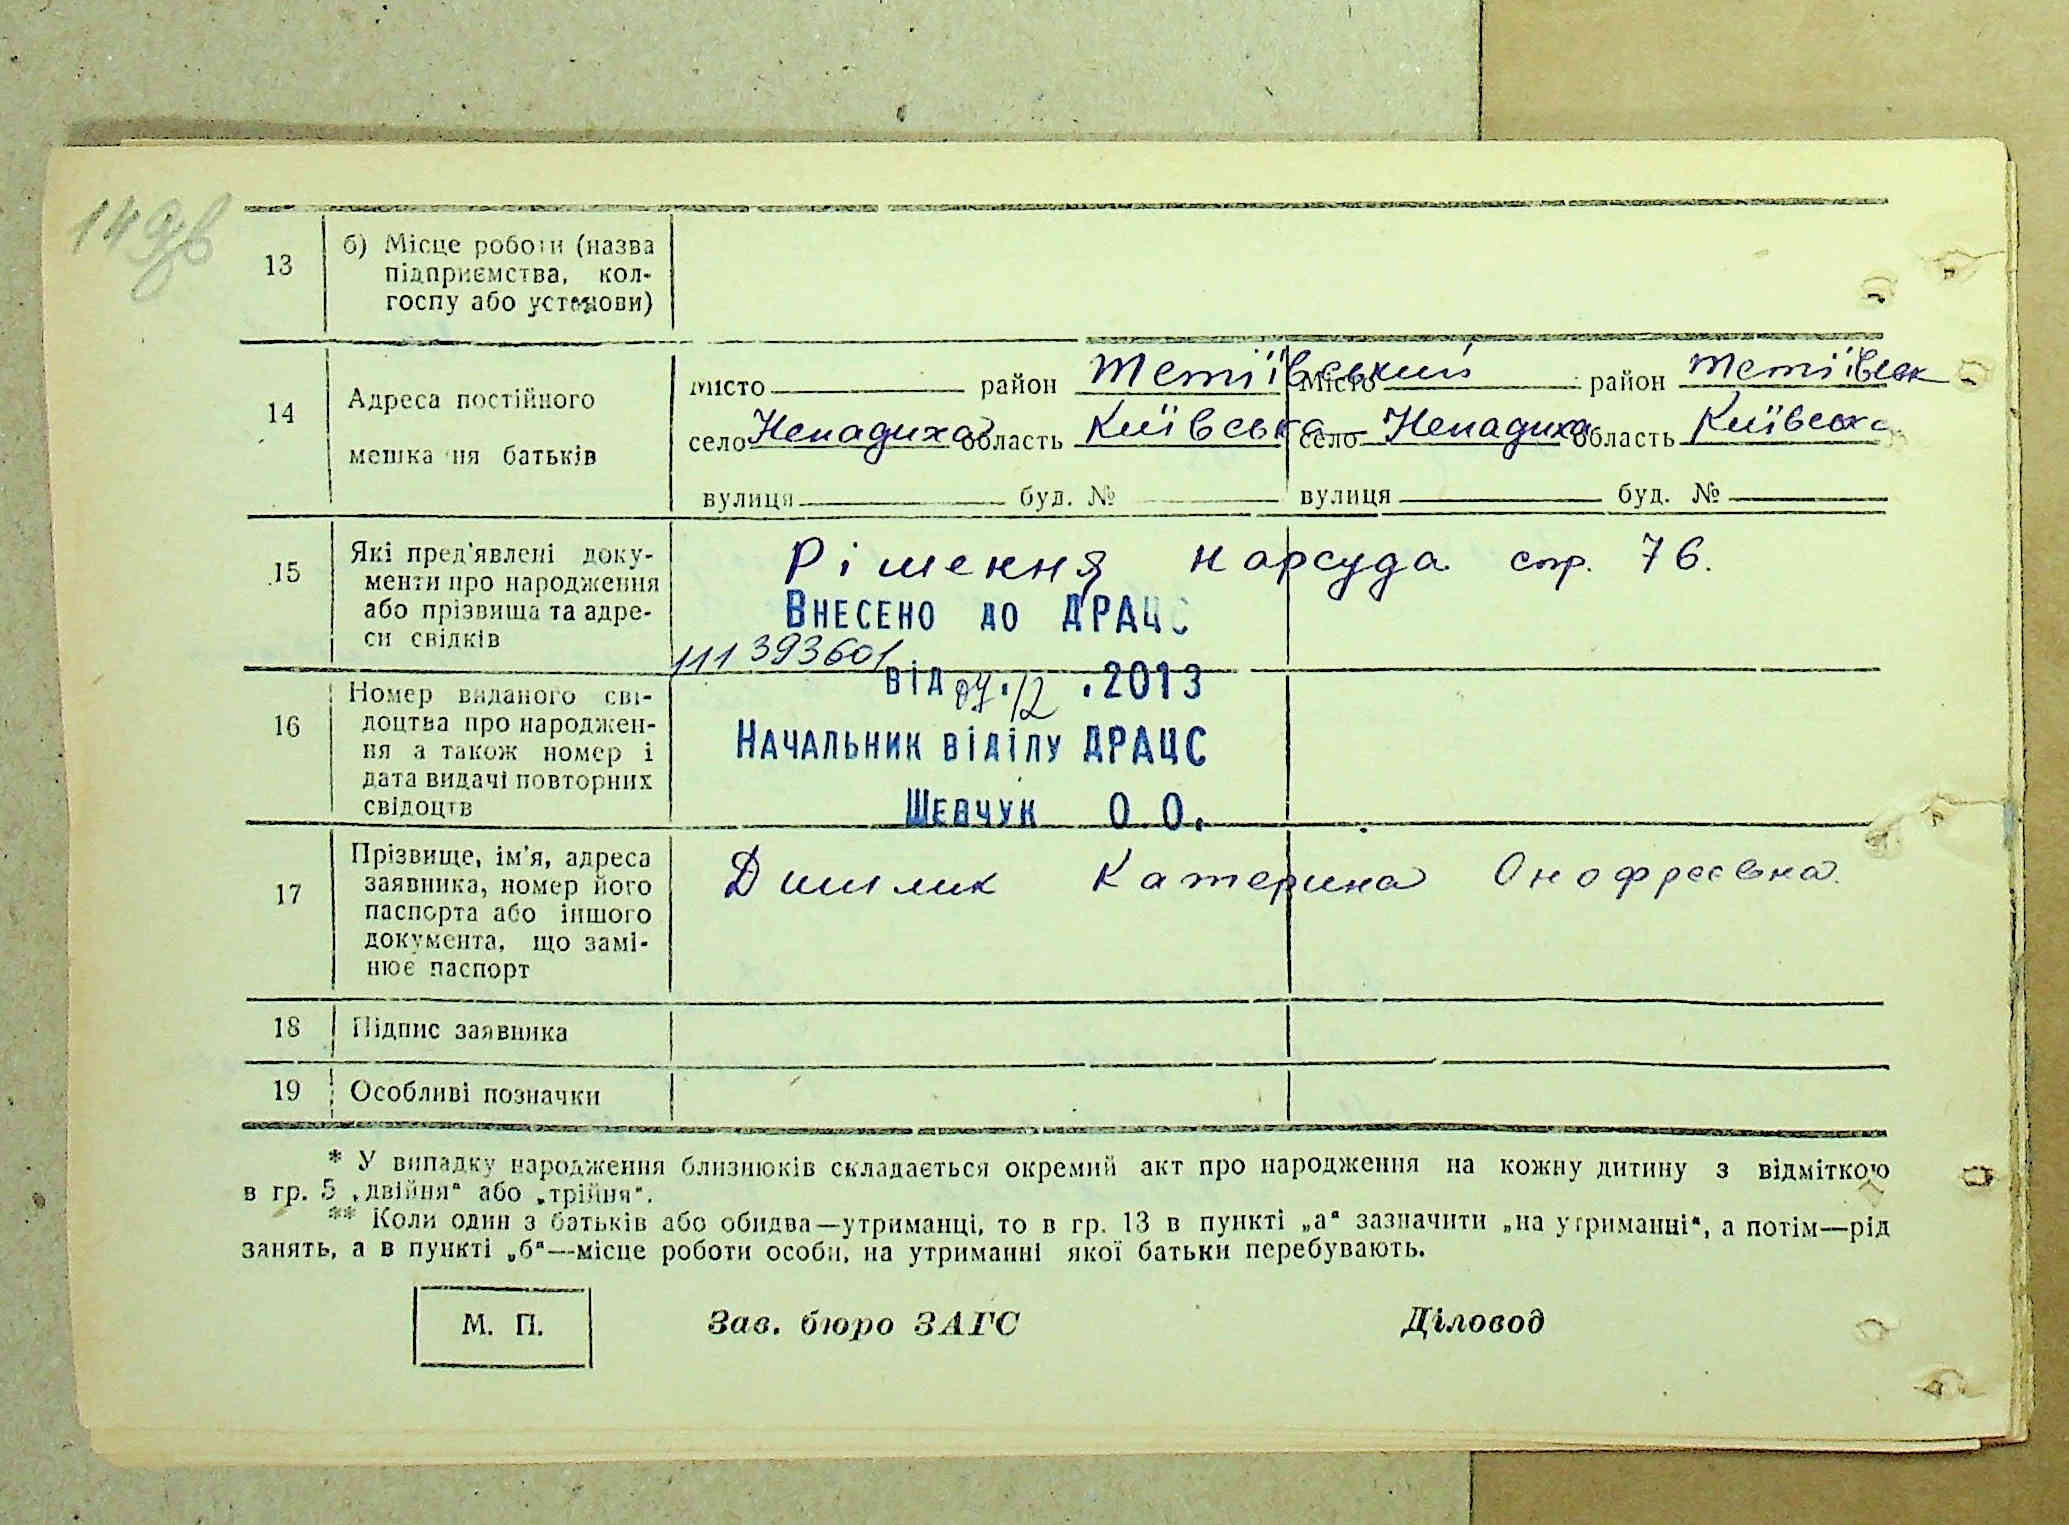 13
б) Місце роботи (назва
підприємства, кол-
госпу або установи)
14
Адреса постійного
мешка ня батьків
місто район Тетіївський місто район Тетіївськ
село Ненадиха область Київська село Ненадиха область Київська
вулиця буд. № вулиця буд. №
15
Які пред'явлені доку-
менти про народження
або прізвища та адре-
си свідків
Рішення нарсуда стр. 76.
Внесено до ДРАЦС
111393601
від 07.12.2013
16
Номер виданого сві-
доцтва про народжен-
ня а також номер і
дата видачі повторних
свідоцтв
Начальник віділу ДРАЦС
Шевчук О О.
17
Прізвище, ім'я, адреса
заявника, номер його
паспорта або іншого
документа, що замі-
нює паспорт
Дишлик Катерина Онофреевна
18
Підпис заявника
19
Особливі позначки
* У випадку народження близнюків складається окремий акт про народження на кожну дитину з відміткою
в гр. 5 „двійня" або „трійня".
** Коли один з батьків або обидва—утриманці, то в гр. 13 в пункті „а" зазначити „на утриманні", а потім—рід
занять, а в пункті „б"—місце роботи особи, на утриманні якої батьки перебувають.
М. П.
Зав. бюро ЗАГС Діловод